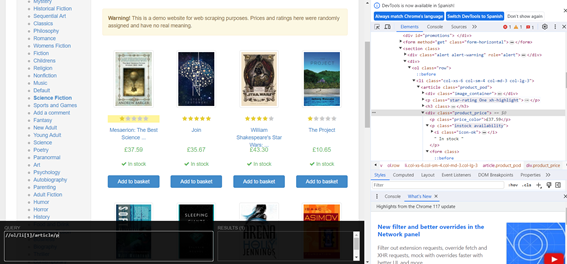 Mystery
Historical Fiction
Sequential Art
Classics
Philosophy
Romance
Womens Fiction
Fiction
Childrens
Religion
Nonfiction
Music
Default
Science Fiction
Sports and Games
Add a comment
Fantasy
New Adult
Young Adult
Science
Poetry
Paranormal
Art
Psychology
Autobiography
Parenting
Adult Fiction
Humor
Horror
History
Warning! This is a demo website for web scraping purposes. Prices and ratings here were randomly
assigned and have no real meaning.
Mesaerion: The Best
Science ...
£37.59
In stock
Add to basket
Join
£35.67
In stock
Add to basket
William
Shakespeare's Star
Wars: ...
£43.30
In stock
Add to basket
The Project
£10.65
In stock
Add to basket
SLEEPING
ASIMOV
QUERY
//ol/li[1]/article/p
RESULTS (1)
DevTools is now available in Spanish!
Always match Chrome's language
Switch DevTools to Spanish
Don't show again
Elements
Console
<div id="promotions"> </div>
<form method="get" class="form-horizontal">
<section class>
<div class="alert alert-warning" role="alert">
<div>
<ol class="row">
::before
<li class="col-xs-6 col-sm-4 col-md-3 col-lg-3">
<article class="product_pod">
<div class="image_container">
<p class="star-rating One xh-highlight">
<h3>
<div class="product_price"> == $0
<p class="price_color">£37.59</p>
<p class="instock availability">
<i class="icon-ok">
" In stock "
</p>
<form>
::before
Styles
Computed
Layout
Event Listeners
DOM Breakpoints
Properties
Filter
:hov .cls
Console
What's New
Highlights from the Chrome 117 update
New filter and better overrides in the
Network panel
Filter out extension requests, override fetch and
XHR requests, mock overrides faster with
better UI, and more.